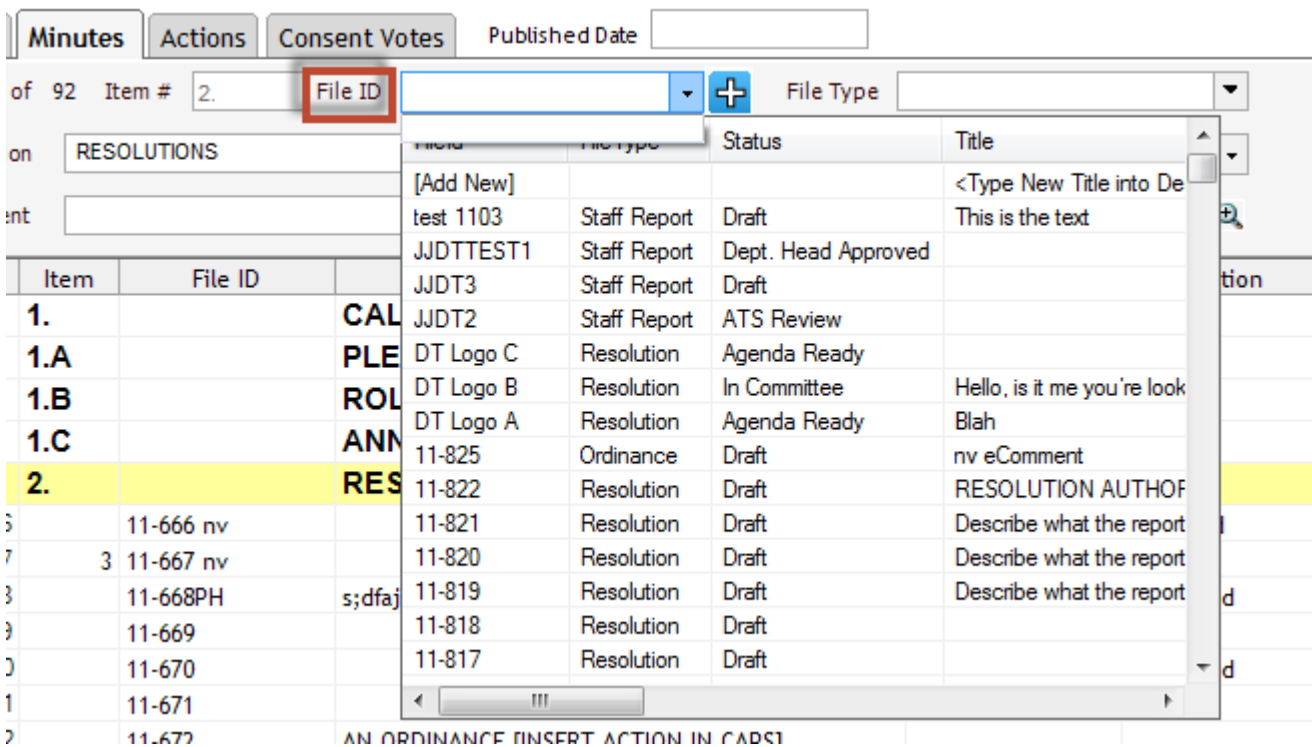 Minutes Actions Consent Votes Published Date
of 92 Item # 2. File ID File Type
on RESOLUTIONS
ent
Status Title
[Add New] <Type New Title into De
test 1103 Staff Report Draft This is the text
JJDTTEST1 Staff Report Dept. Head Approved
JJDT3 Staff Report Draft
JJDT2 Staff Report ATS Review
DT Logo C Resolution Agenda Ready
DT Logo B Resolution In Committee Hello, is it me you're look
DT Logo A Resolution Agenda Ready Blah
11-825 Ordinance Draft nv eComment
11-822 Resolution Draft RESOLUTION AUTHOR
11-821 Resolution Draft Describe what the report
11-820 Resolution Draft Describe what the report
11-819 Resolution Draft Describe what the report
11-818 Resolution Draft
11-817 Resolution Draft
Item File ID tion
1. CAL
1.A PLE
1.B ROL
1.C ANN
2. RES
11-666 nv
3 11-667 nv
11-668PH s;dfaj d
11-669
11-670 d
11-671
11-672 AN ORDINANCE [INSERT ACTION IN CAPS]